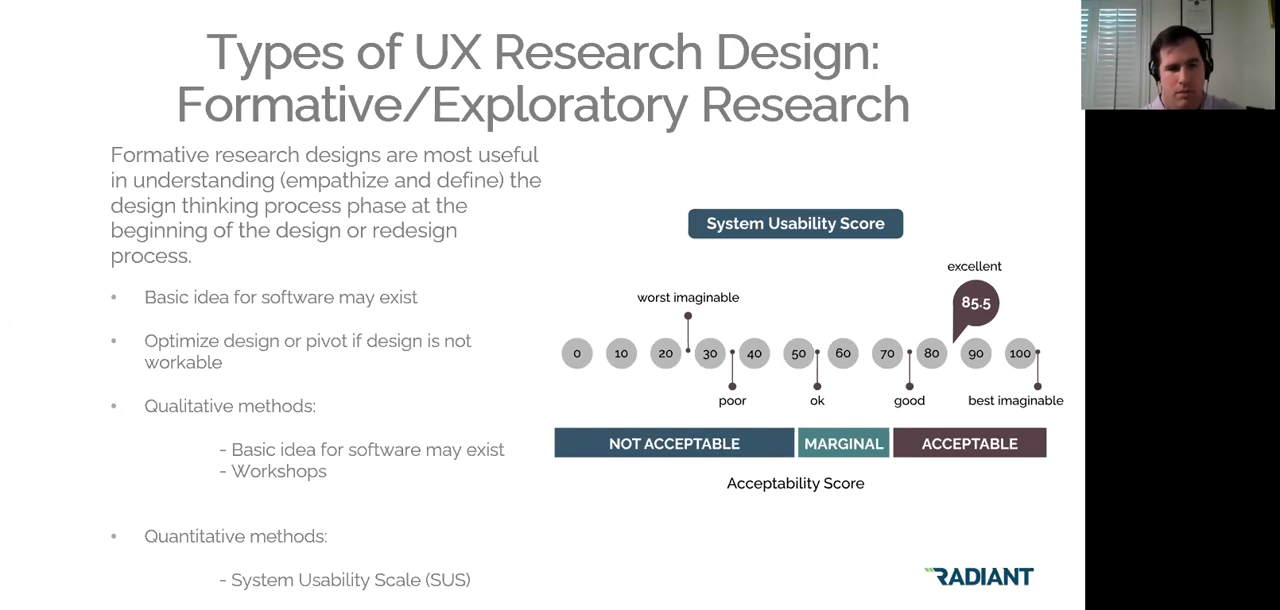 Types of UX Research Design:
Formative/Exploratory Research
Formative research designs are most useful
in understanding (empathize and define) the
design thinking process phase at the
beginning of the design or redesign
process.
• Basic idea for software may exist
• Optimize design or pivot if design is not
workable
• Qualitative methods:
- Basic idea for software may exist
- Workshops
• Quantitative methods:
- System Usability Scale (SUS)
System Usability Score
excellent
85.5
worst imaginable
0 10 20 30 40 50 60 70 80 90 100
poor ok good best imaginable
NOT ACCEPTABLE MARGINAL ACCEPTABLE
Acceptability Score
RADIANT